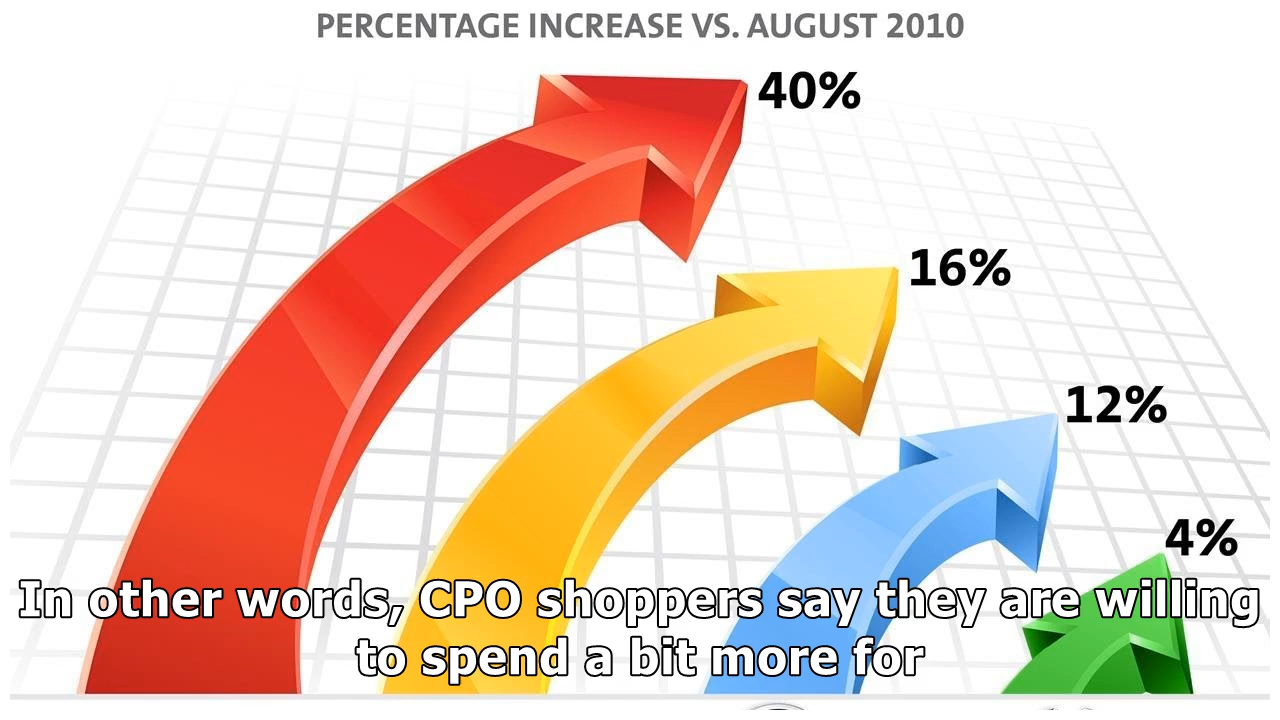 PERCENTAGE INCREASE VS. AUGUST 2010
40%
16%
12%
4%
In other words, CPO shoppers say they are willing
to spend a bit more for